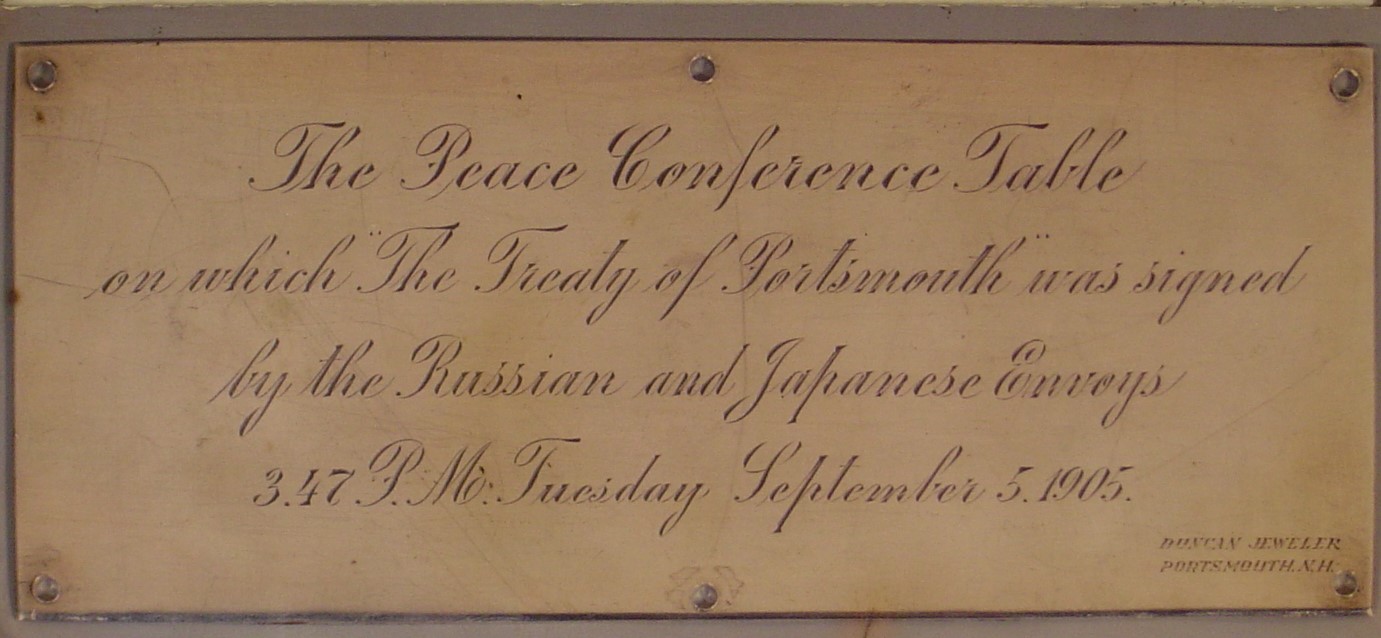 The Peace Conference Table
on which "The Treaty of Portsmouth" was signed
by the Russian and Japanese Envoys
3.47 P.M. Tuesday September 5. 1905.
DUNCAN JEWELER
PORTSMOUTH. N.H.